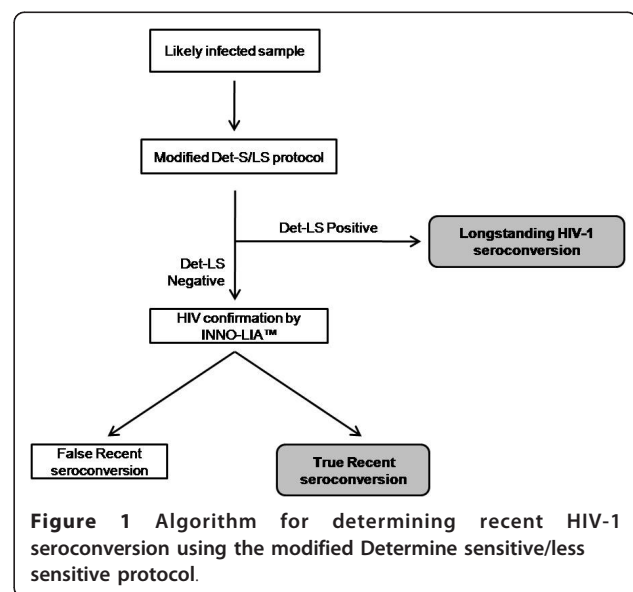 Likely infected sample
Modified Det-S/LS protocol
Det-LS Positive
Longstanding HIV-1
seroconversion
Det-LS
Negative
HIV confirmation by
INNO-LIA™
False Recent
seroconversion
True Recent
seroconversion
Figure 1 Algorithm for determining recent HIV-1
seroconversion using the modified Determine sensitive/less
sensitive protocol.